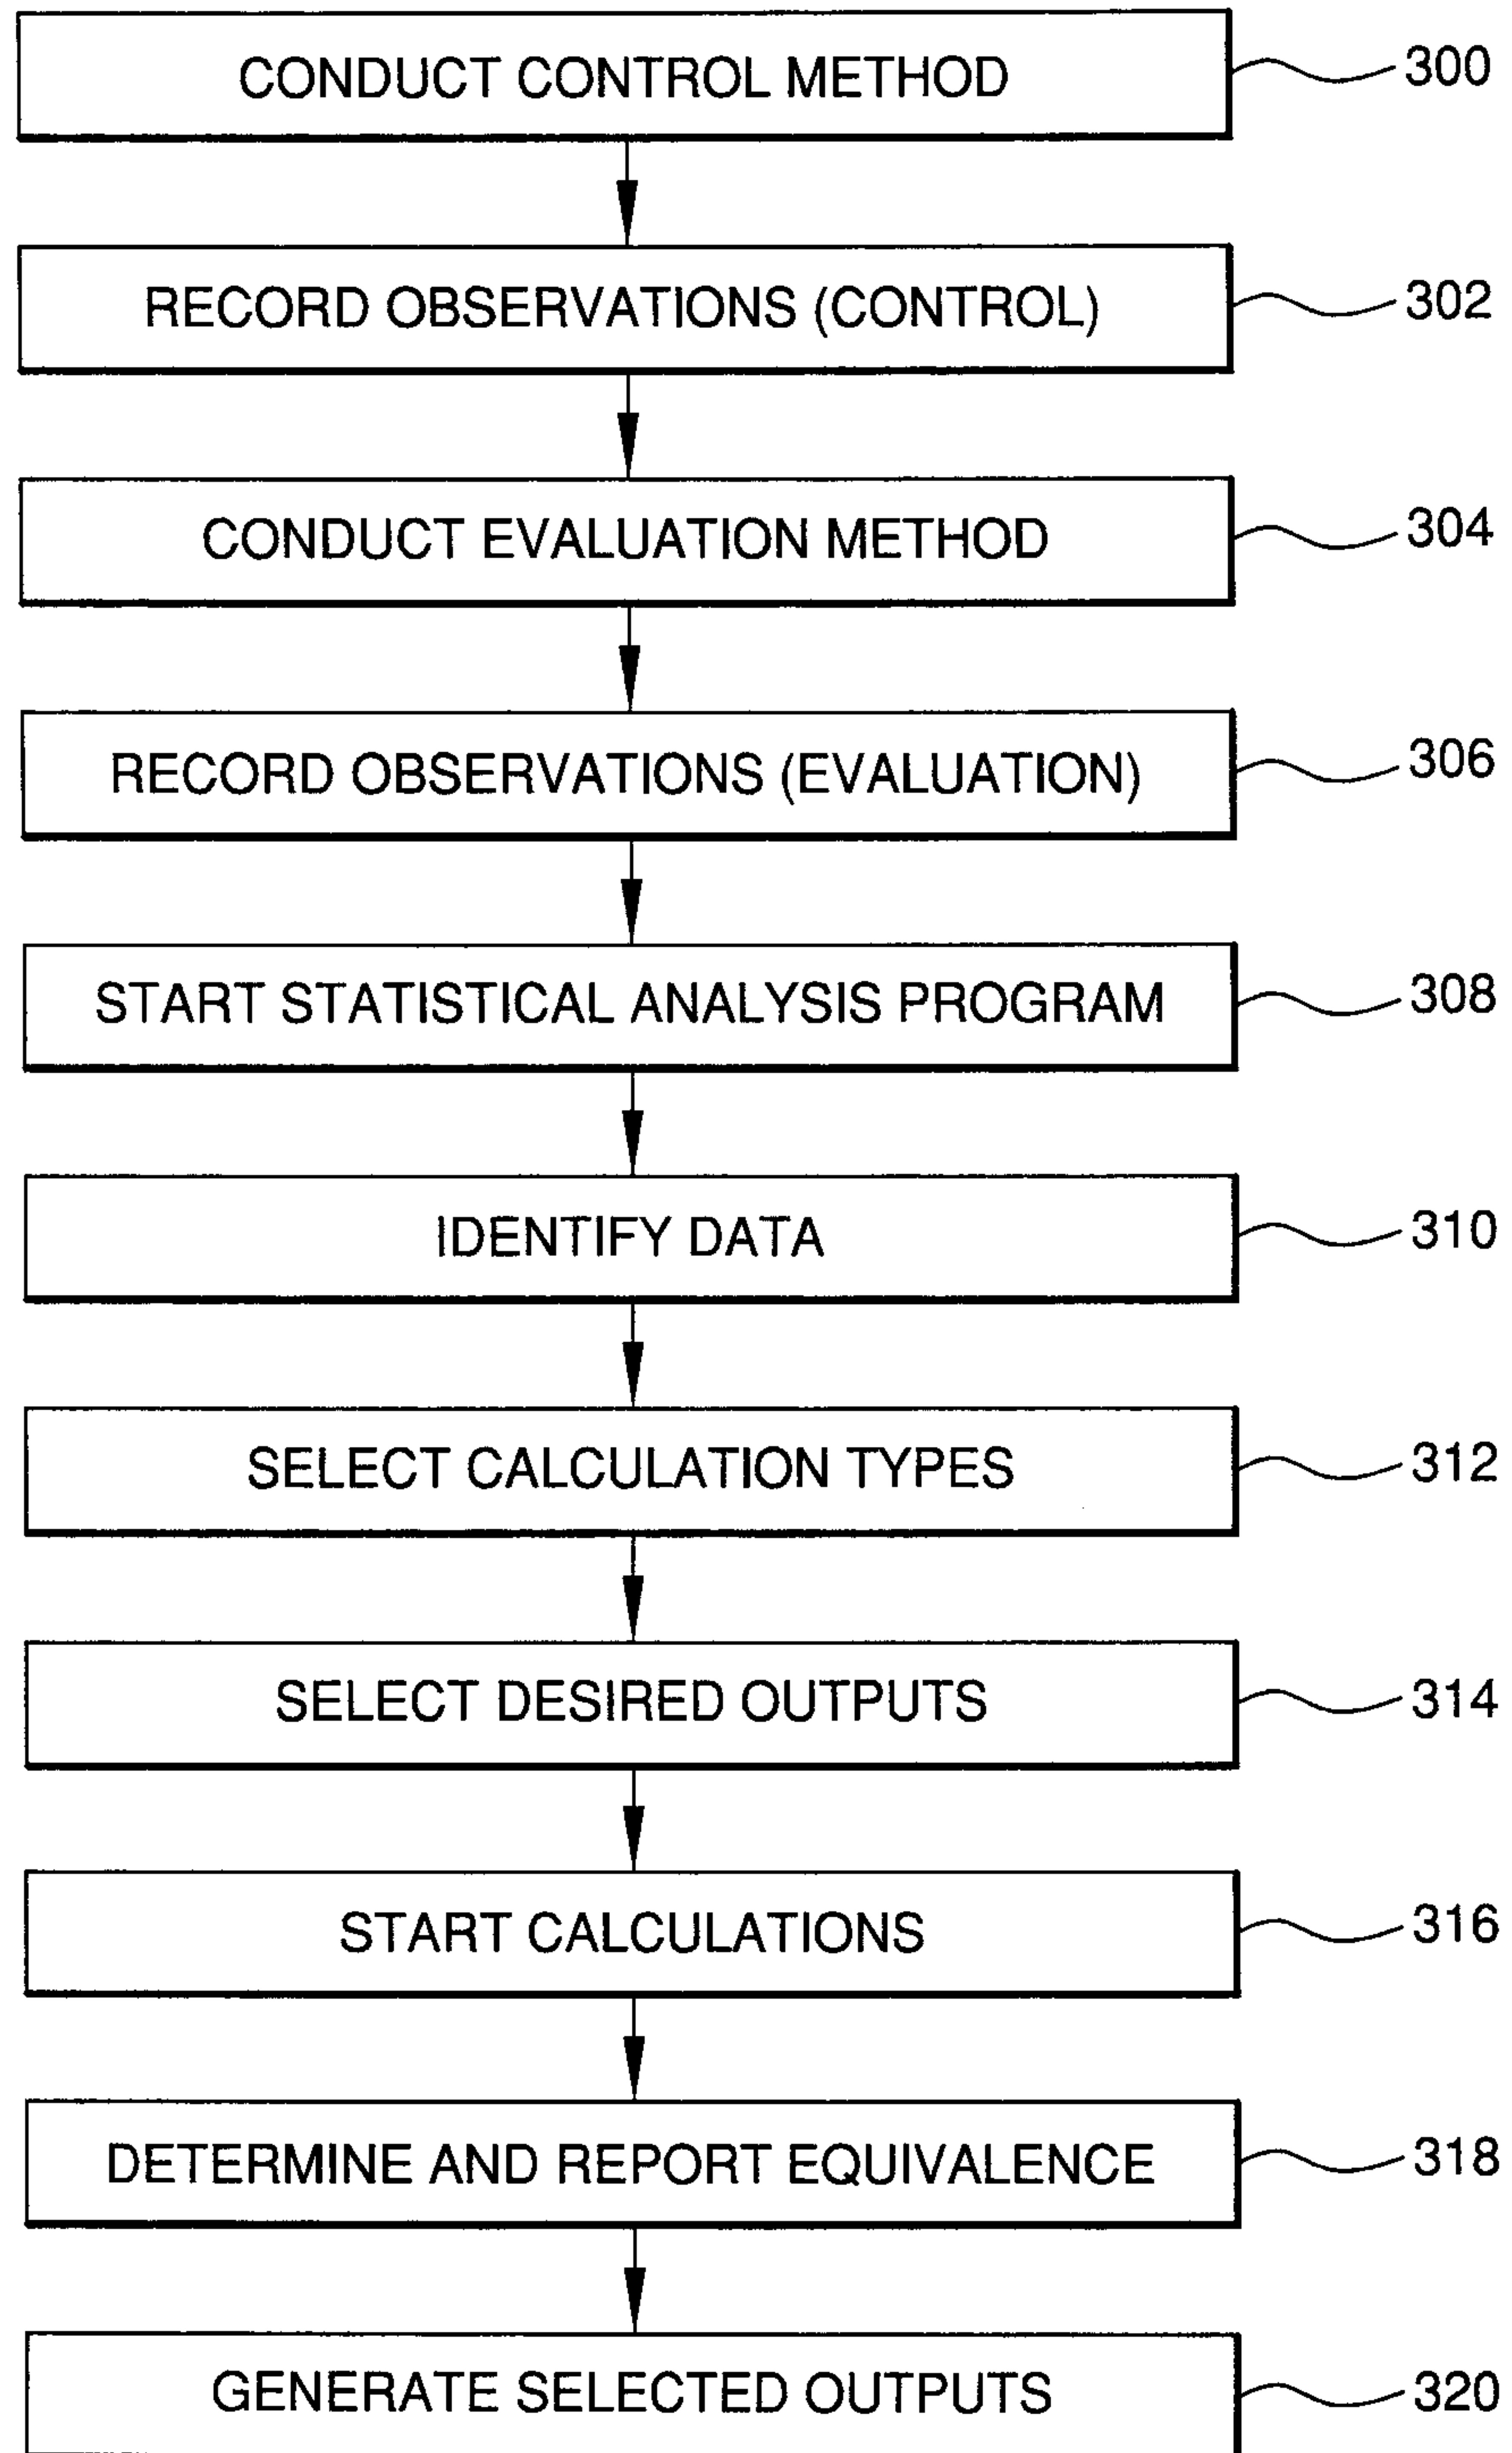 CONDUCT CONTROL METHOD 300
RECORD OBSERVATIONS (CONTROL) 302
CONDUCT EVALUATION METHOD 304
RECORD OBSERVATIONS (EVALUATION) 306
START STATISTICAL ANALYSIS PROGRAM 308
IDENTIFY DATA 310
SELECT CALCULATION TYPES 312
SELECT DESIRED OUTPUTS 314
START CALCULATIONS 316
DETERMINE AND REPORT EQUIVALENCE 318
GENERATE SELECTED OUTPUTS 320